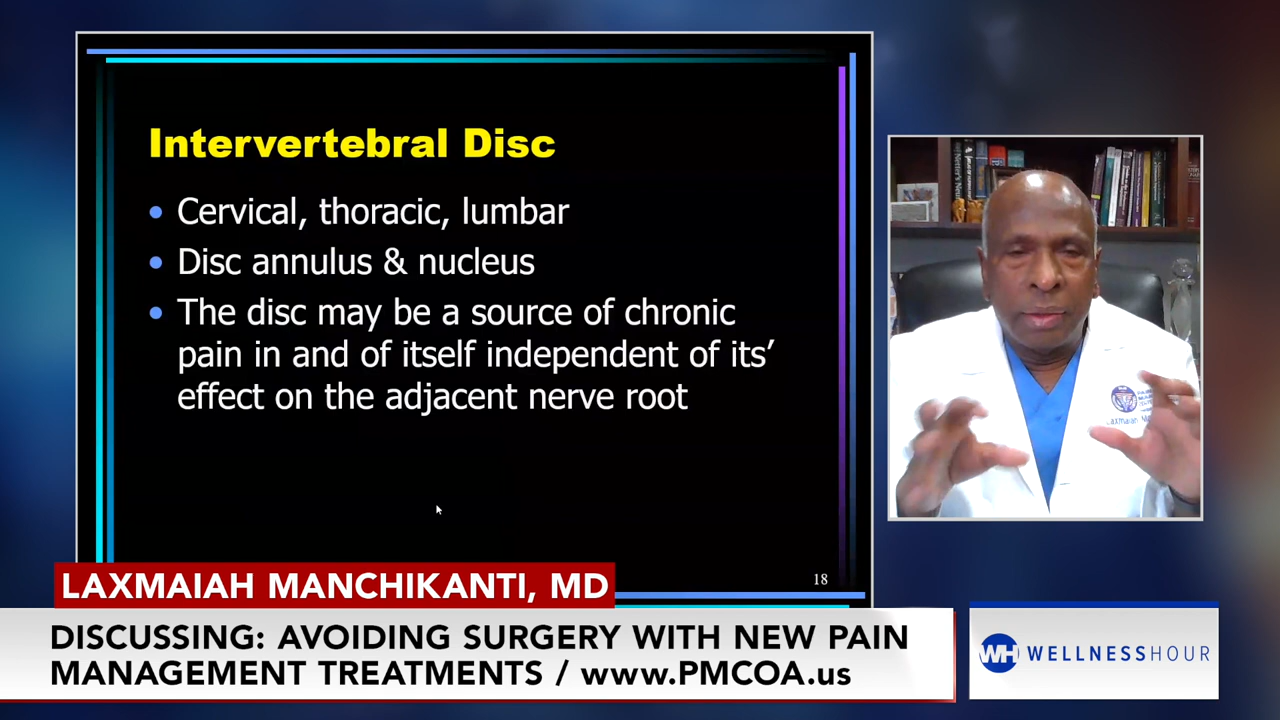 Intervertebral Disc
• Cervical, thoracic, lumbar
• Disc annulus & nucleus
• The disc may be a source of chronic
pain in and of itself independent of its’
effect on the adjacent nerve root
18
LAXMAIAH MANCHIKANTI, MD
DISCUSSING: AVOIDING SURGERY WITH NEW PAIN
MANAGEMENT TREATMENTS / www.PMCOA.us
WH WELLNESSHOUR